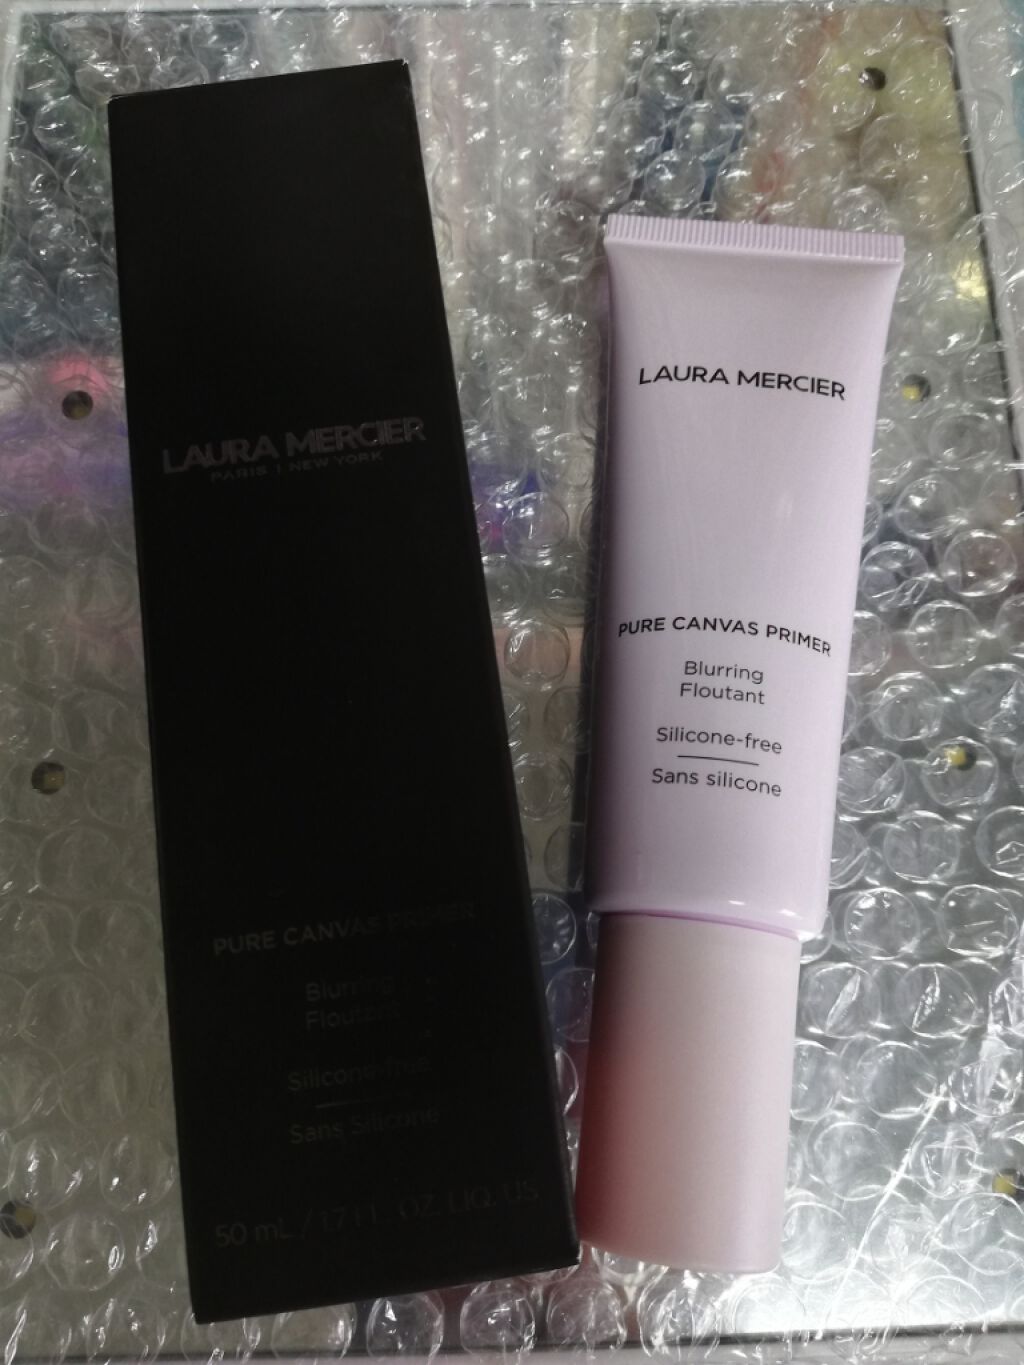 LAURA MERCIER
PARIS | NEW YORK
PURE CANVAS PRIMER
Blurring
Floutant
Silicone-free
Sans Silicone
50 mL / 1.7 FL. OZ. LIQ. US
LAURA MERCIER
PURE CANVAS PRIMER
Blurring
Floutant
Silicone-free
Sans silicone